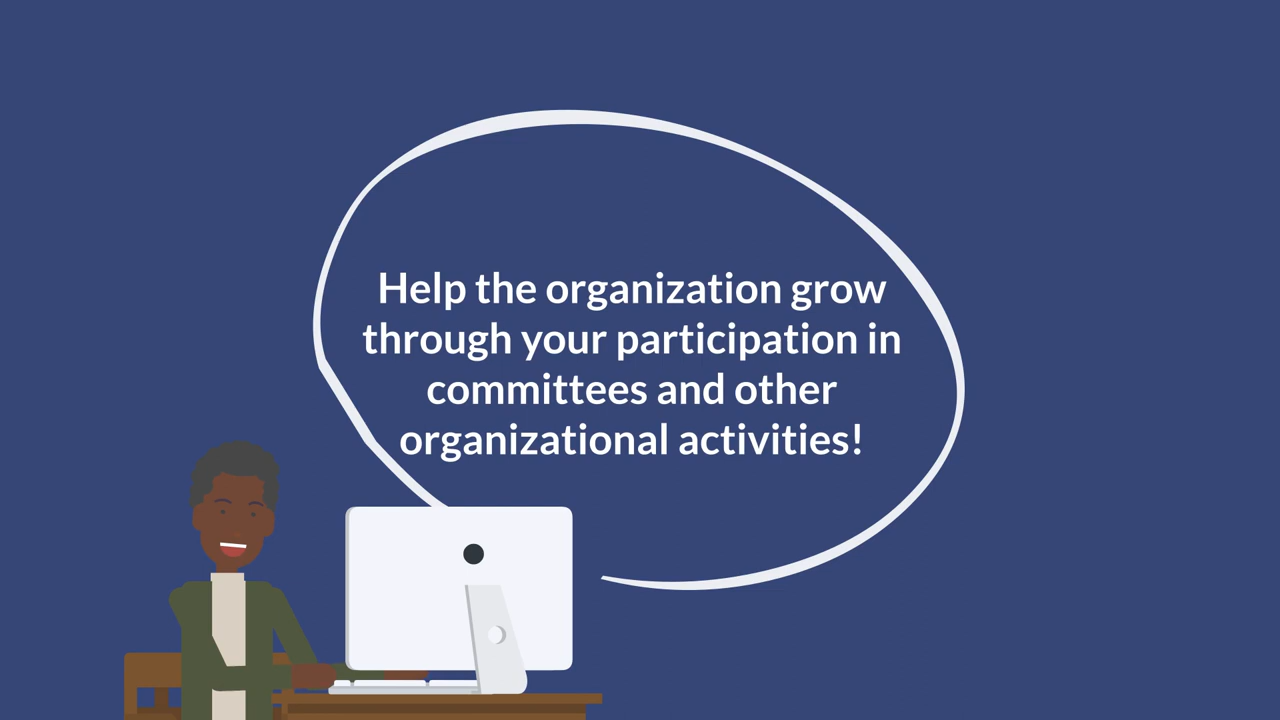 Help the organization grow
through your participation in
committees and other
organizational activities!